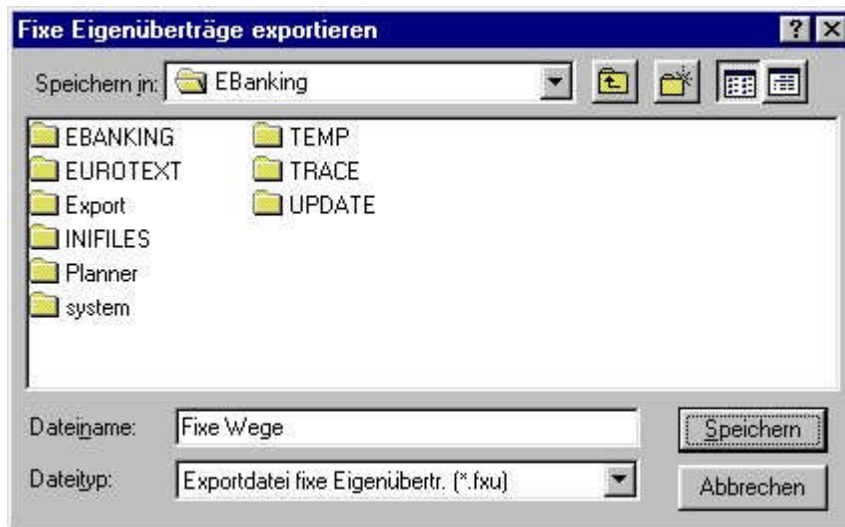 Fixe Eigenüberträge exportieren
Speichern in: EBanking
EBANKING
EUROTEXT
Export
INIFILES
Planner
system
TEMP
TRACE
UPDATE
Dateiname: Fixe Wege Speichern
Dateityp: Exportdatei fixe Eigenübertr. (*.fxu) Abbrechen